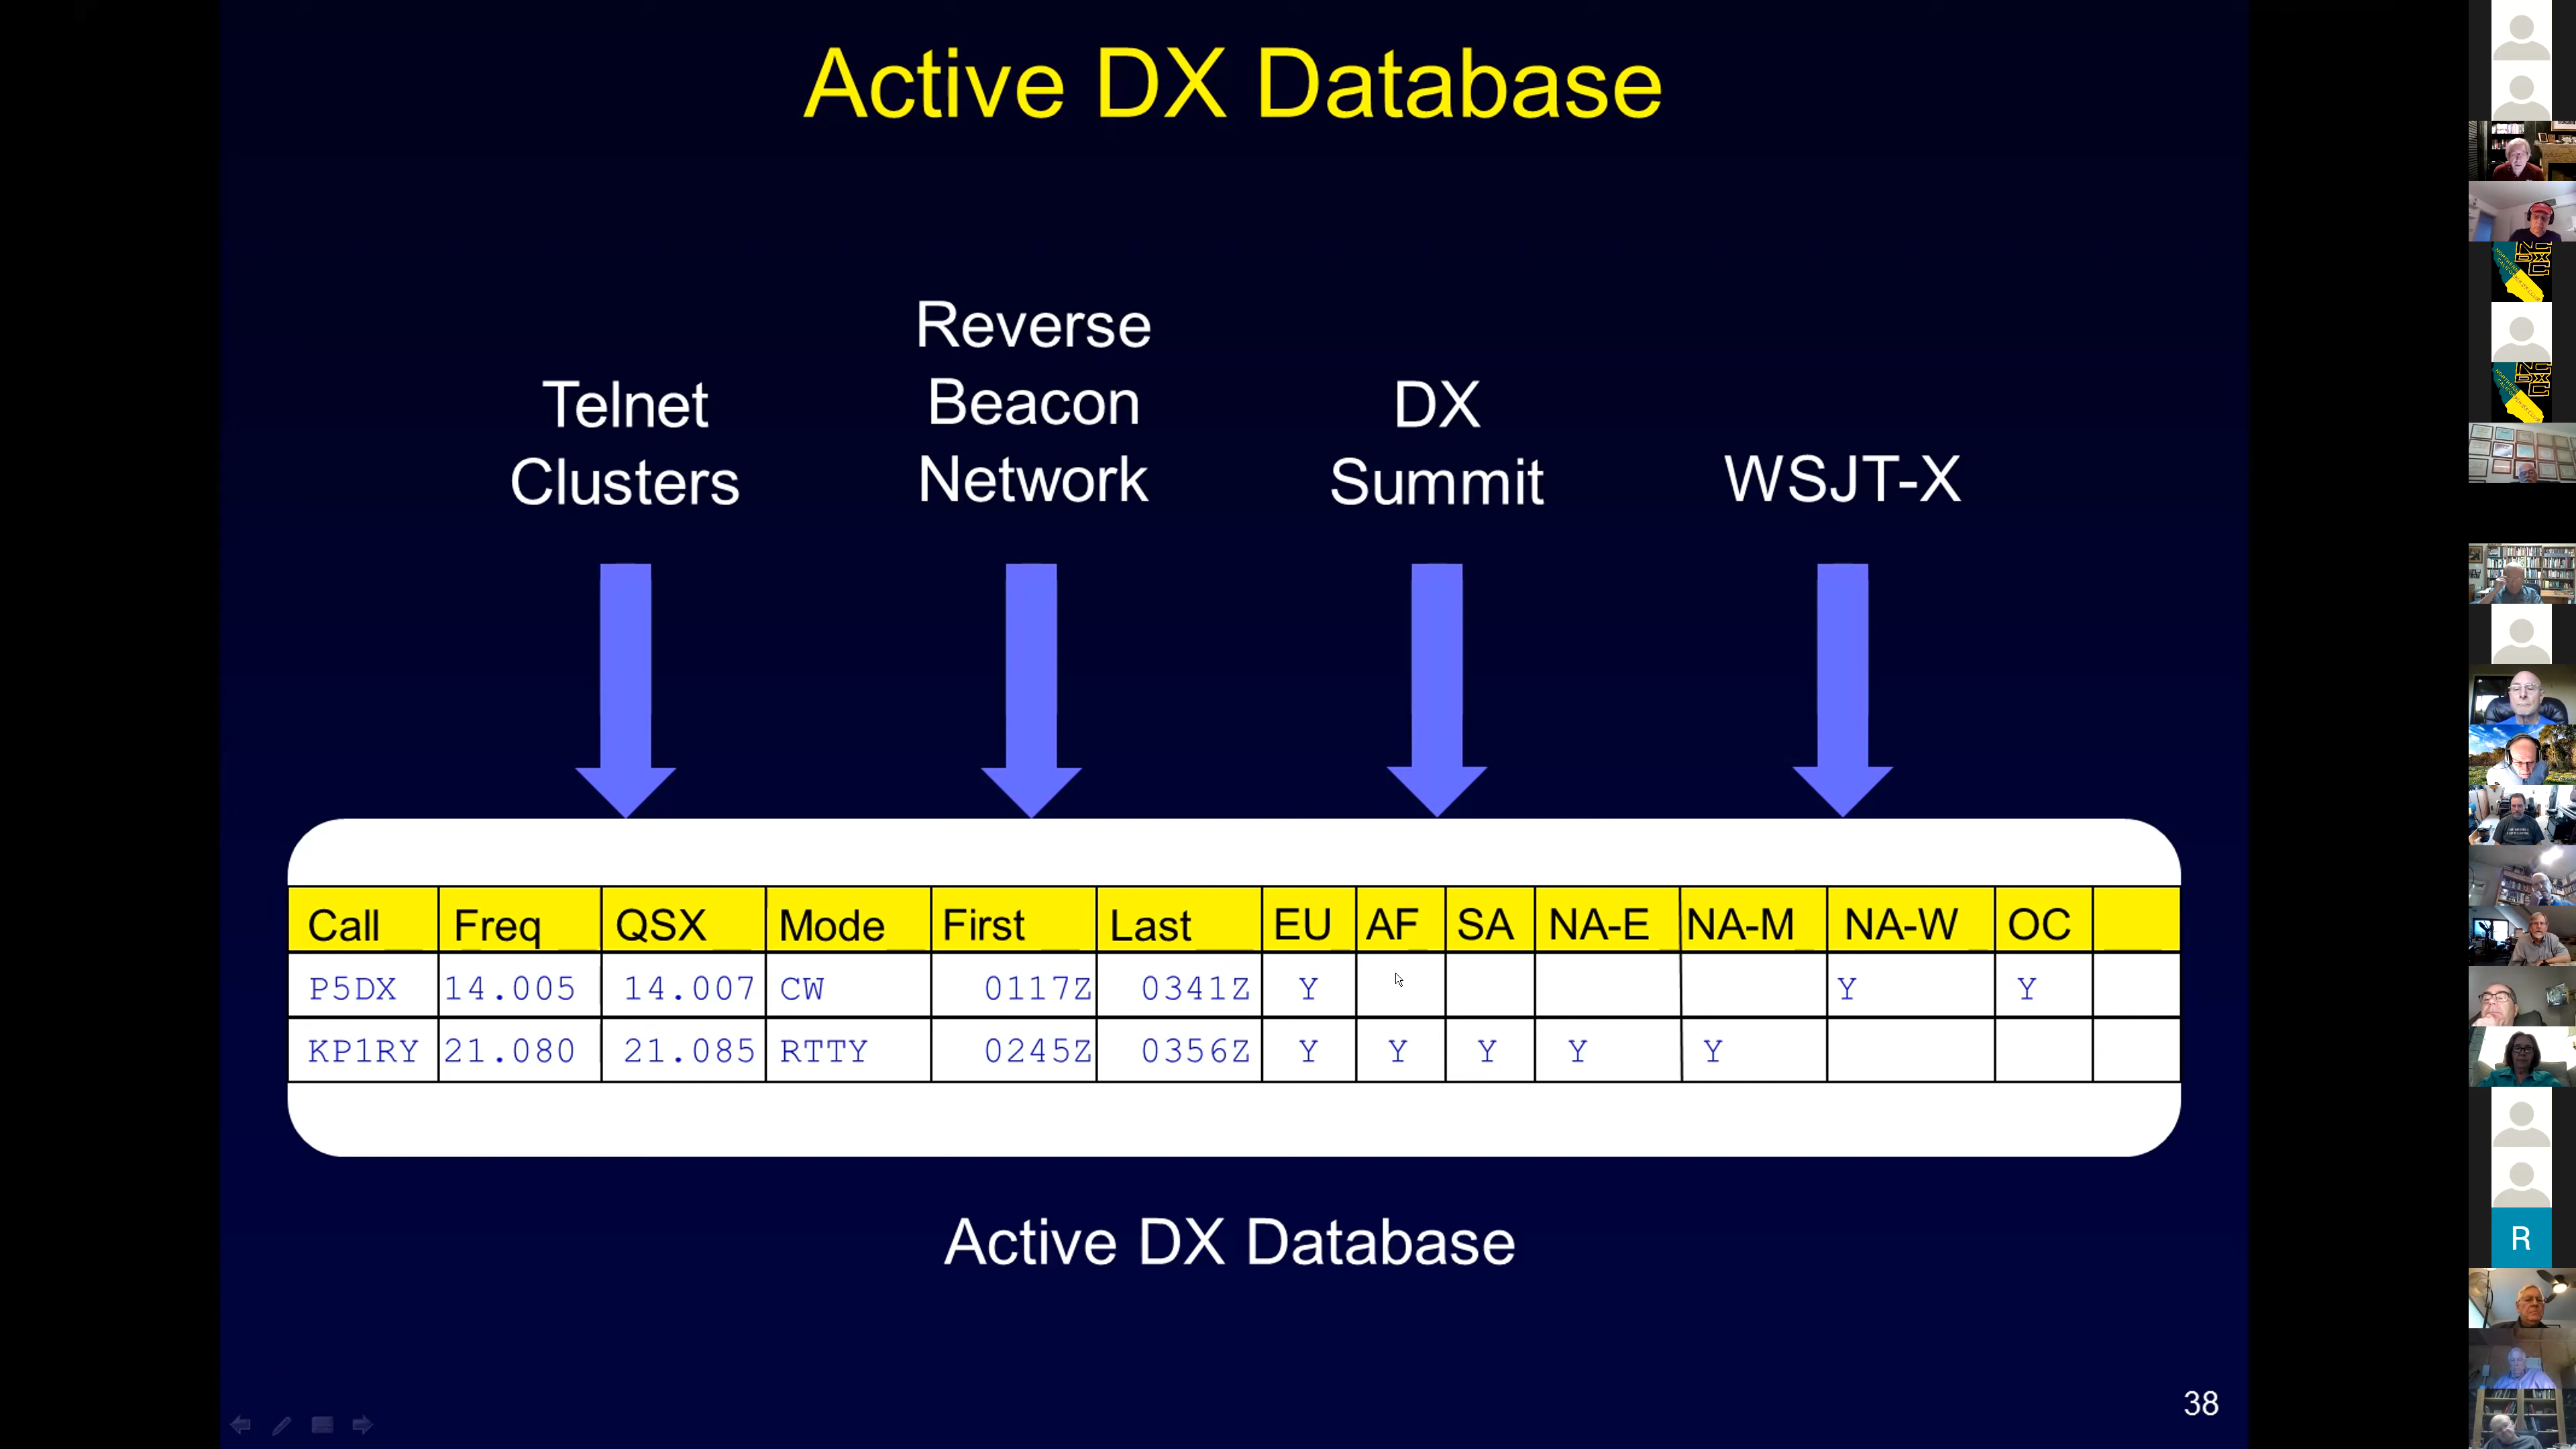 Active DX Database
Telnet
Clusters
Reverse
Beacon
Network
DX
Summit
WSJT-X
Call Freq QSX Mode First Last EU AF SA NA-E NA-M NA-W OC
P5DX 14.005 14.007 CW 0117Z 0341Z Y Y Y
KP1RY 21.080 21.085 RTTY 0245Z 0356Z Y Y Y Y Y
Active DX Database
38
R